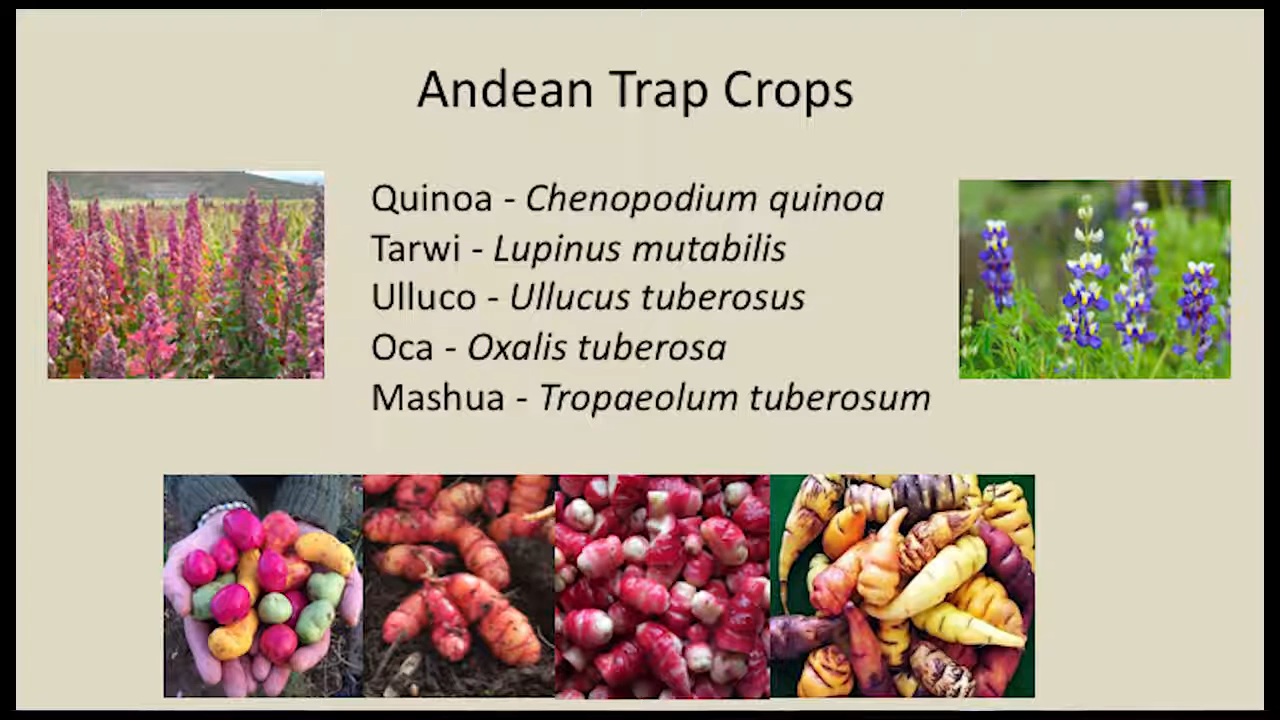 Andean Trap Crops
Quinoa - Chenopodium quinoa
Tarwi - Lupinus mutabilis
Ulluco - Ullucus tuberosus
Oca - Oxalis tuberosa
Mashua - Tropaeolum tuberosum